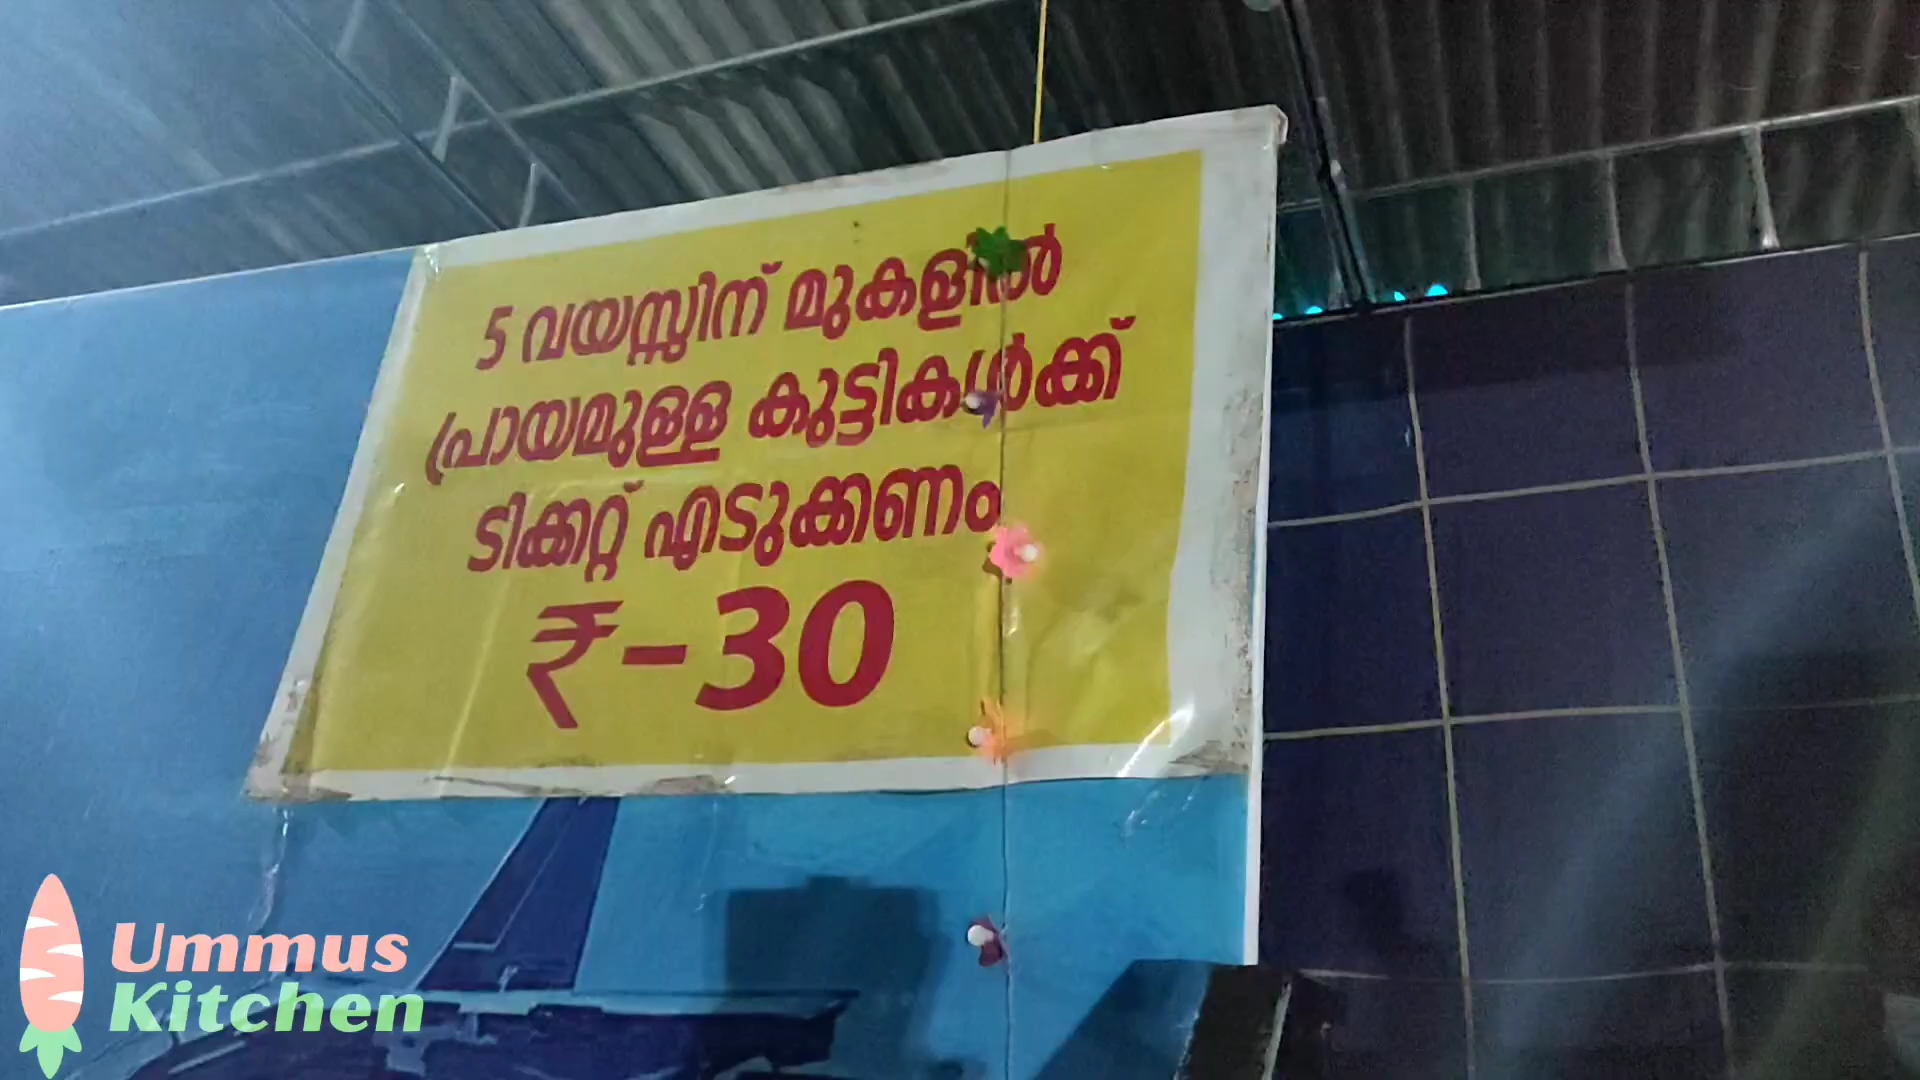 5 വയസ്സിന് മുകളിൽ
പ്രായമുള്ള കുട്ടികൾക്ക്
ടിക്കറ്റ് എടുക്കണം
₹-30
Ummus
Kitchen